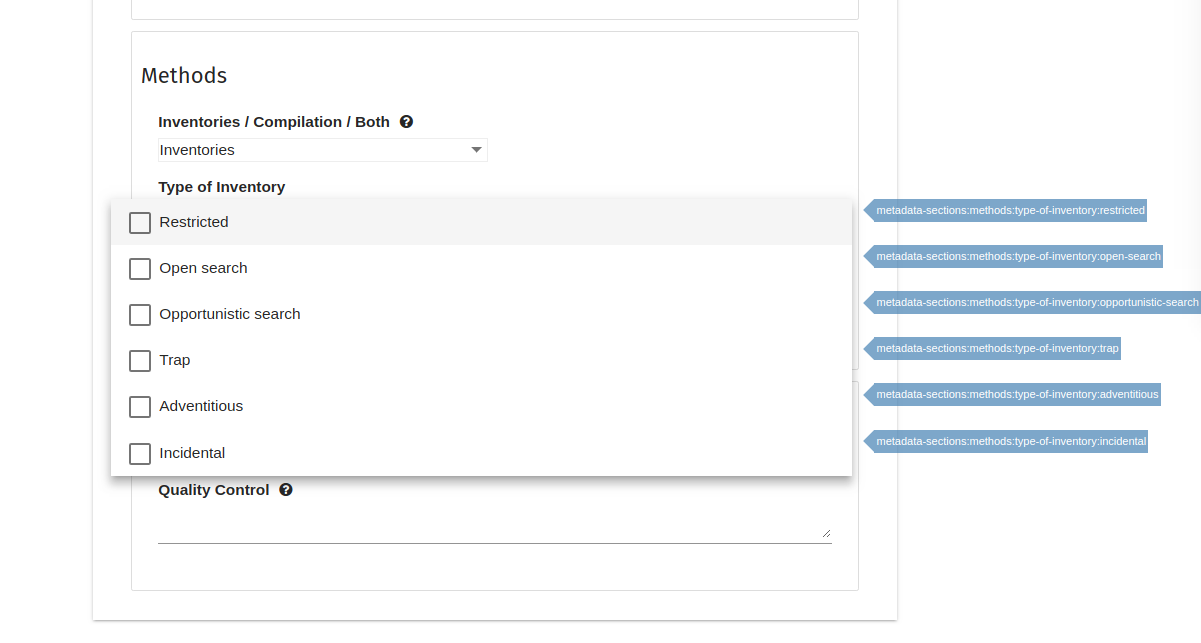 Methods
Inventories / Compilation / Both ?
Inventories
Type of Inventory
Restricted
metadata-sections:methods:type-of-inventory:restricted
Open search
metadata-sections:methods:type-of-inventory:open-search
Opportunistic search
metadata-sections:methods:type-of-inventory:opportunistic-search
Trap
metadata-sections:methods:type-of-inventory:trap
Adventitious
metadata-sections:methods:type-of-inventory:adventitious
Incidental
metadata-sections:methods:type-of-inventory:incidental
Quality Control ?